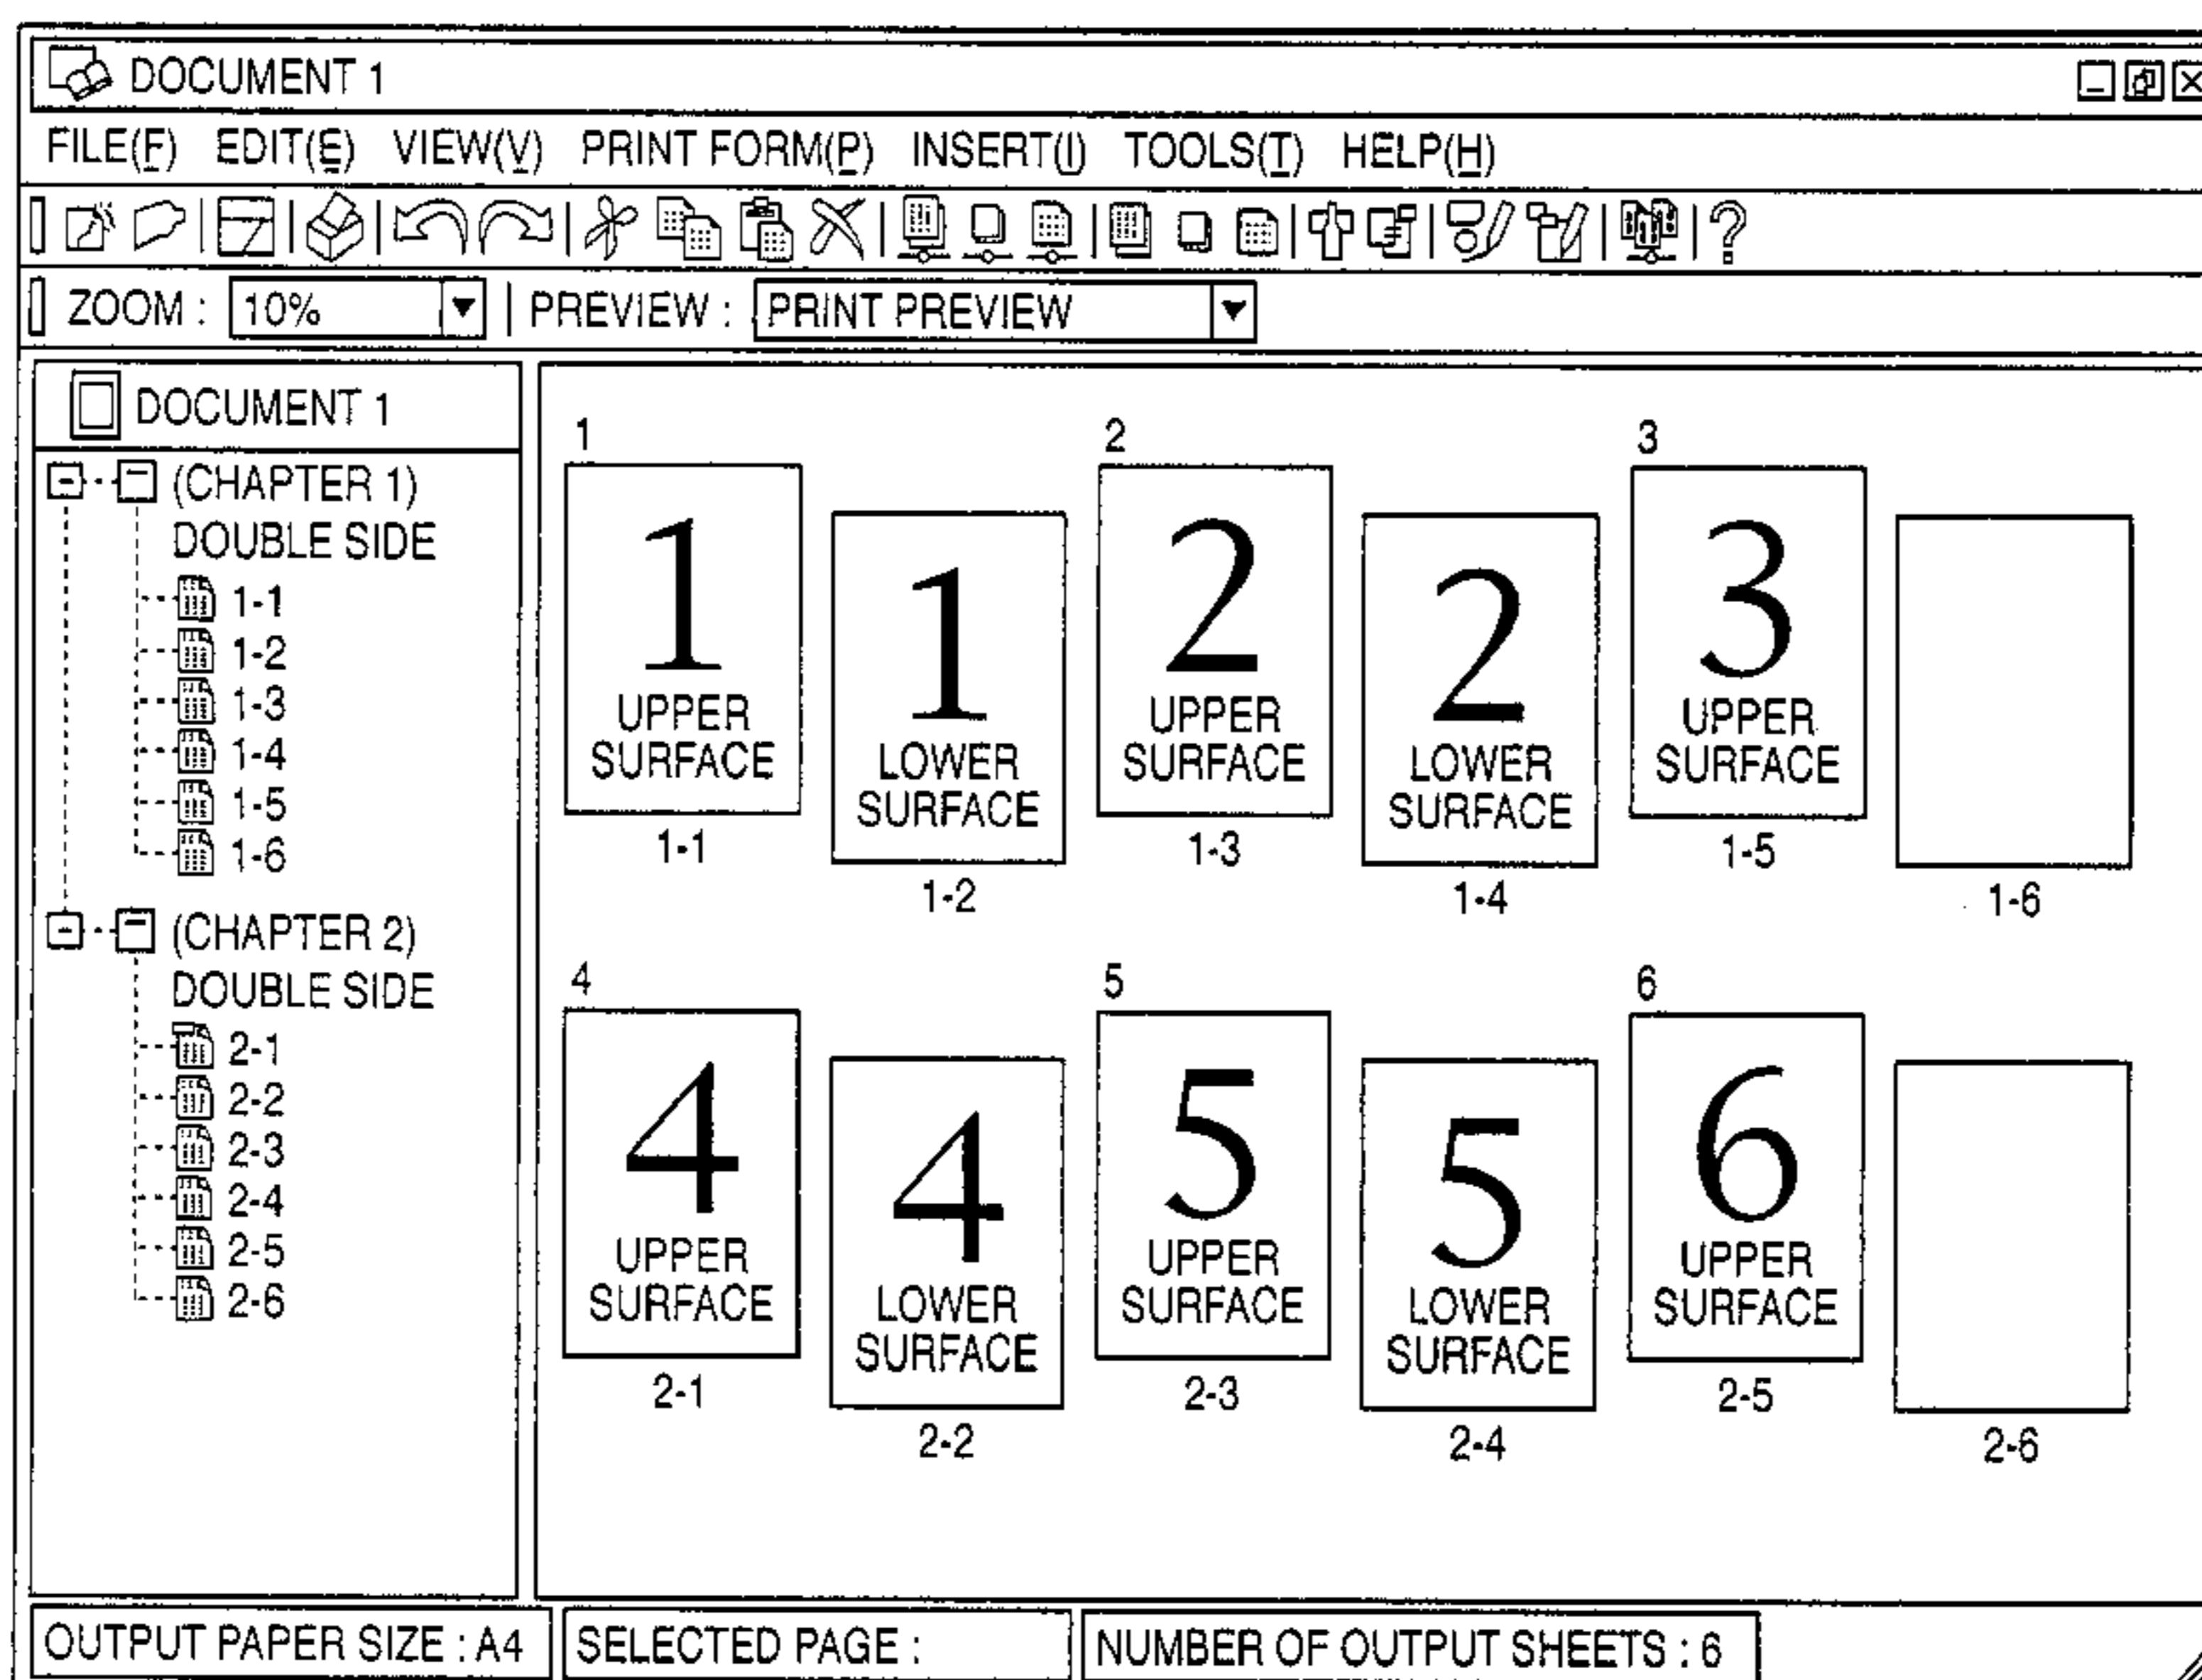 DOCUMENT 1
FILE(F) EDIT(E) VIEW(V) PRINT FORM(P) INSERT(I) TOOLS(T) HELP(H)
ZOOM : 10% PREVIEW : PRINT PREVIEW
DOCUMENT 1
(CHAPTER 1)
DOUBLE SIDE
1-1
1-2
1-3
1-4
1-5
1-6
(CHAPTER 2)
DOUBLE SIDE
2-1
2-2
2-3
2-4
2-5
2-6
1
1
UPPER
SURFACE
1-1
1
LOWER
SURFACE
1-2
2
2
UPPER
SURFACE
1-3
2
LOWER
SURFACE
1-4
3
3
UPPER
SURFACE
1-5
1-6
4
4
UPPER
SURFACE
2-1
4
LOWER
SURFACE
2-2
5
5
UPPER
SURFACE
2-3
5
LOWER
SURFACE
2-4
6
6
UPPER
SURFACE
2-5
2-6
OUTPUT PAPER SIZE : A4 SELECTED PAGE : NUMBER OF OUTPUT SHEETS : 6